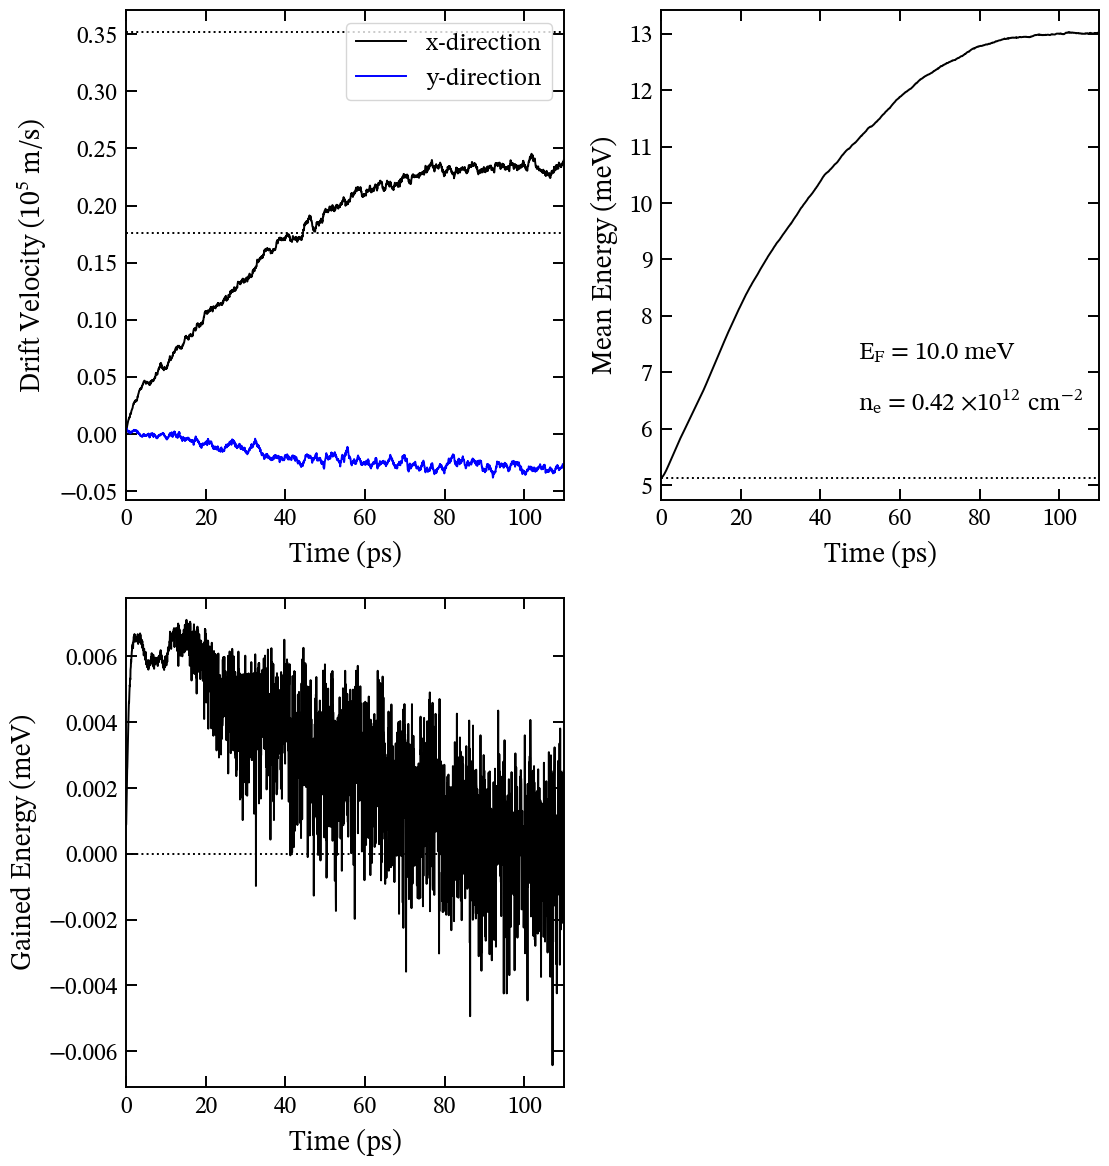 Drift Velocity (10⁵ m/s)
0.35
0.30
0.25
0.20
0.15
0.10
0.05
0.00
−0.05
x-direction
y-direction
0 20 40 60 80 100
Time (ps)
Mean Energy (meV)
13
12
11
10
9
8
7
6
5
E_F = 10.0 meV
n_e = 0.42 ×10¹² cm⁻²
0 20 40 60 80 100
Time (ps)
Gained Energy (meV)
0.006
0.004
0.002
0.000
−0.002
−0.004
−0.006
0 20 40 60 80 100
Time (ps)